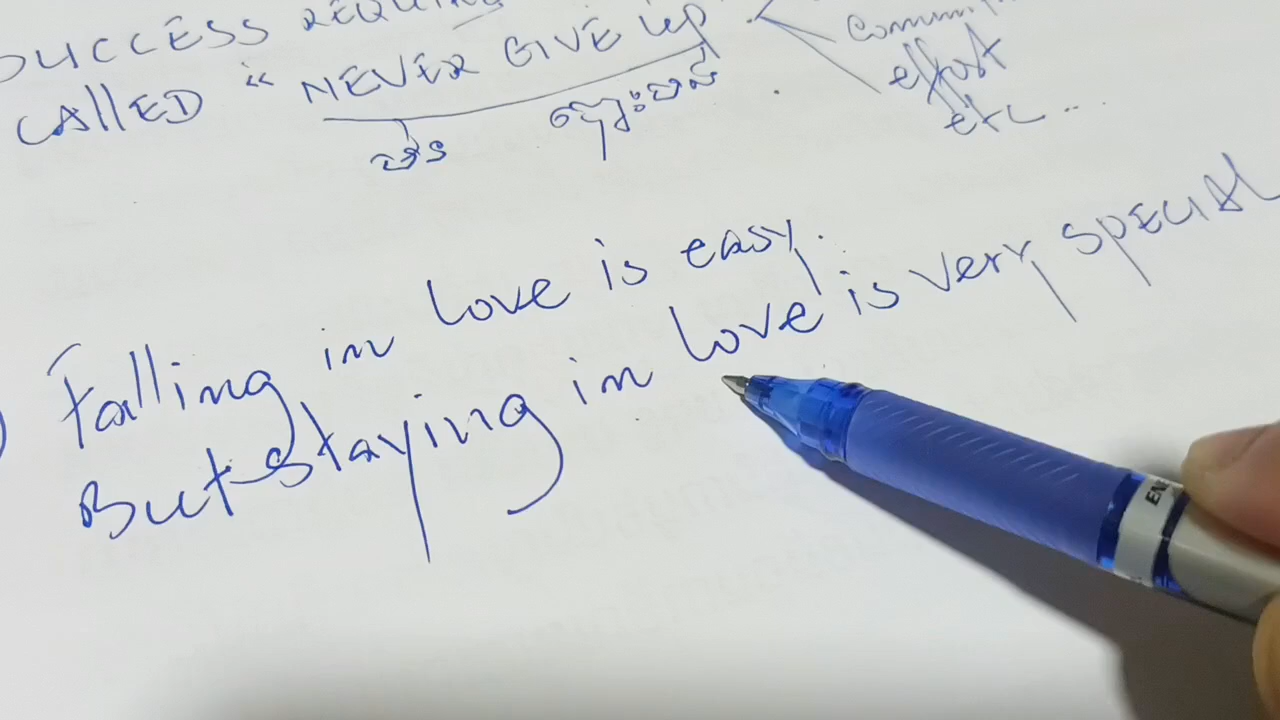 SUCCESS
CALLED “ NEVER GIVE UP
effort
etc ...
Falling in love is easy.
But staying in love is very SPECIAL